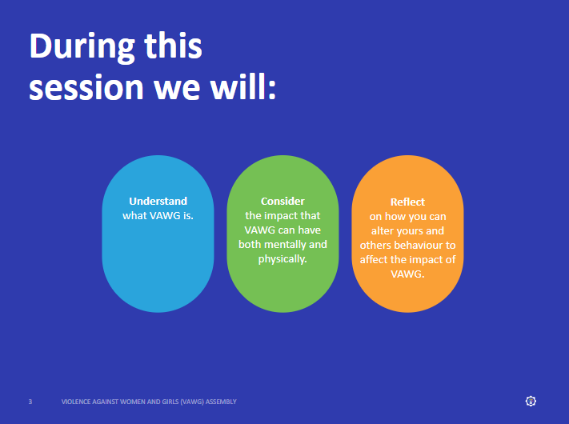 During this
session we will:
Understand
what VAWG is.
Consider
the impact that
VAWG can have
both mentally and
physically.
Reflect
on how you can
alter yours and
others behaviour to
affect the impact of
VAWG.
3
VIOLENCE AGAINST WOMEN AND GIRLS (VAWG) ASSEMBLY